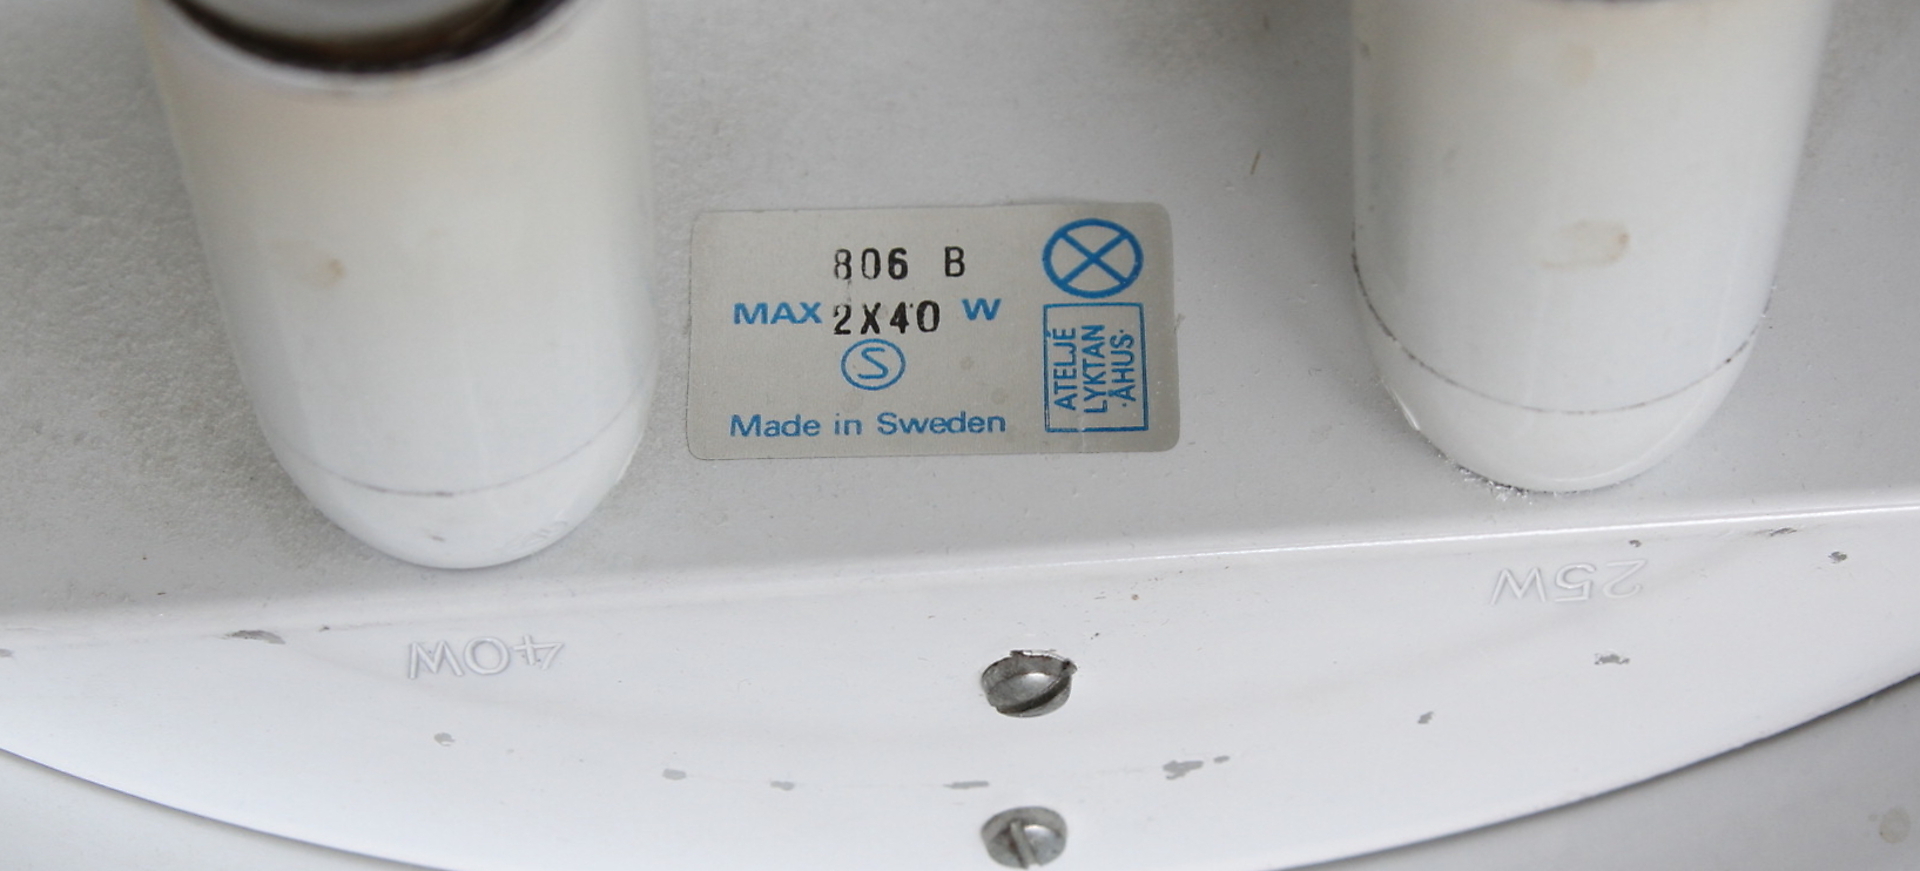 806 B
MAX 2X40 W
S
Made in Sweden
ATELJÉ
LYKTAN
·ÅHUS·
40W
25W